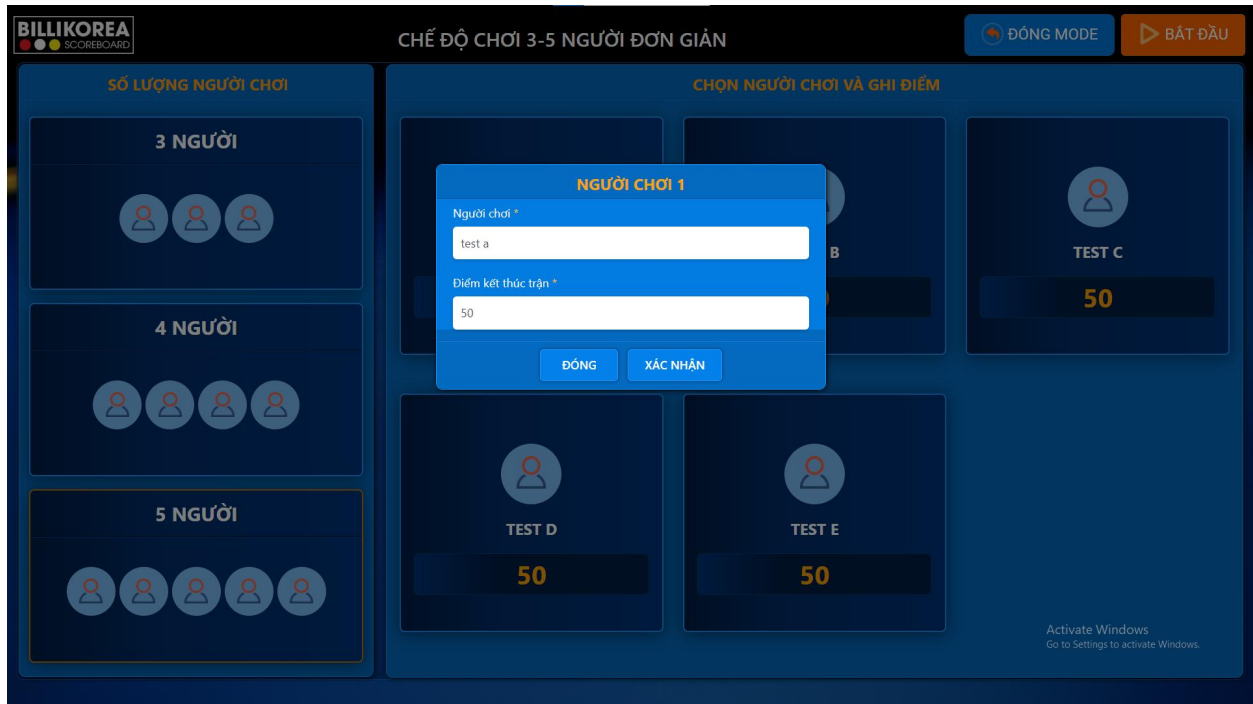 BILLIKOREA
SCOREBOARD
CHẾ ĐỘ CHƠI 3-5 NGƯỜI ĐƠN GIẢN
ĐÓNG MODE
BẮT ĐẦU
SỐ LƯỢNG NGƯỜI CHƠI
CHỌN NGƯỜI CHƠI VÀ GHI ĐIỂM
3 NGƯỜI
4 NGƯỜI
5 NGƯỜI
NGƯỜI CHƠI 1
Người chơi *
test a
Điểm kết thúc trận *
50
ĐÓNG
XÁC NHẬN
B
TEST C
50
TEST D
50
TEST E
50
Activate Windows
Go to Settings to activate Windows.